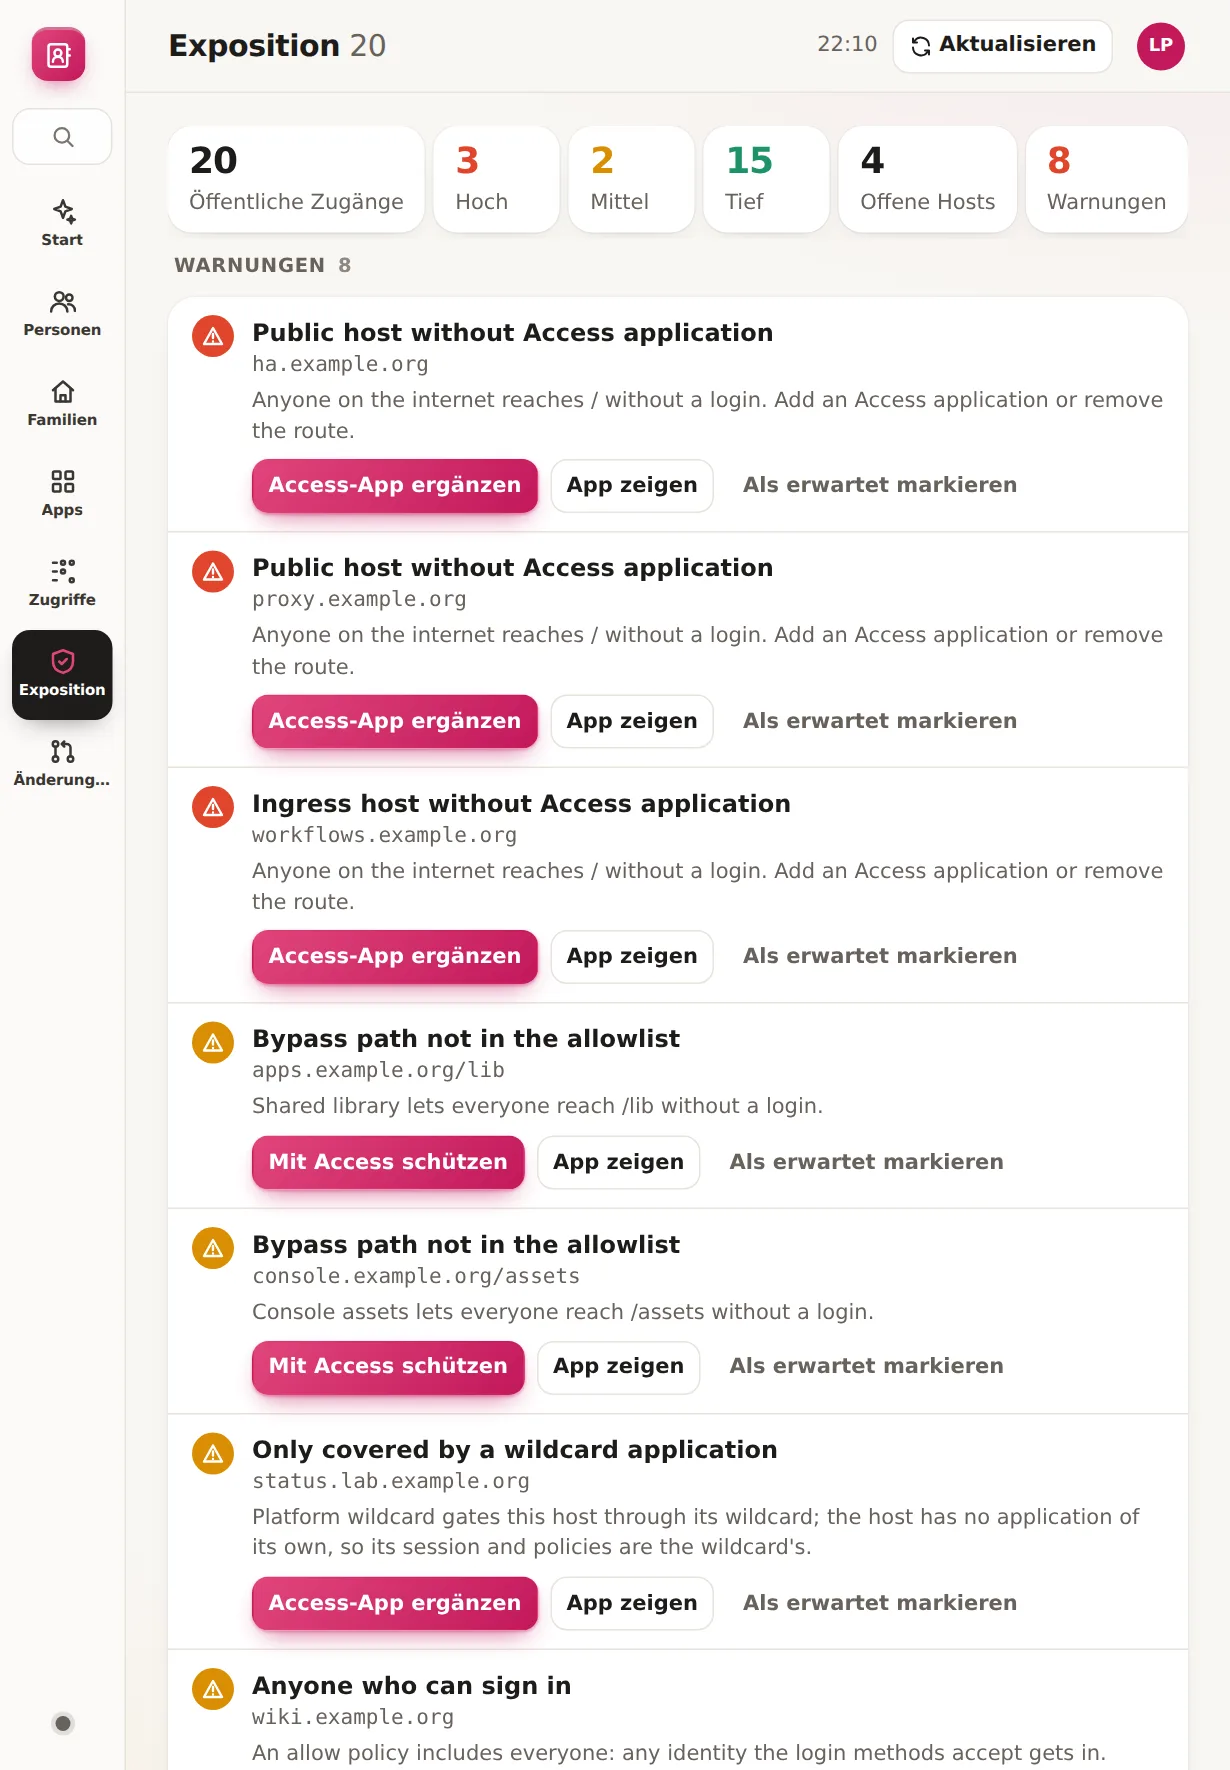 Exposition 20
22:10
Aktualisieren
LP
Start
Personen
Familien
Apps
Zugriffe
Exposition
Änderung…
20
Öffentliche Zugänge
3
Hoch
2
Mittel
15
Tief
4
Offene Hosts
8
Warnungen
WARNUNGEN 8
Public host without Access application
ha.example.org
Anyone on the internet reaches / without a login. Add an Access application or remove
the route.
Access-App ergänzen
App zeigen
Als erwartet markieren
Public host without Access application
proxy.example.org
Anyone on the internet reaches / without a login. Add an Access application or remove
the route.
Access-App ergänzen
App zeigen
Als erwartet markieren
Ingress host without Access application
workflows.example.org
Anyone on the internet reaches / without a login. Add an Access application or remove
the route.
Access-App ergänzen
App zeigen
Als erwartet markieren
Bypass path not in the allowlist
apps.example.org/lib
Shared library lets everyone reach /lib without a login.
Mit Access schützen
App zeigen
Als erwartet markieren
Bypass path not in the allowlist
console.example.org/assets
Console assets lets everyone reach /assets without a login.
Mit Access schützen
App zeigen
Als erwartet markieren
Only covered by a wildcard application
status.lab.example.org
Platform wildcard gates this host through its wildcard; the host has no application of
its own, so its session and policies are the wildcard's.
Access-App ergänzen
App zeigen
Als erwartet markieren
Anyone who can sign in
wiki.example.org
An allow policy includes everyone: any identity the login methods accept gets in.